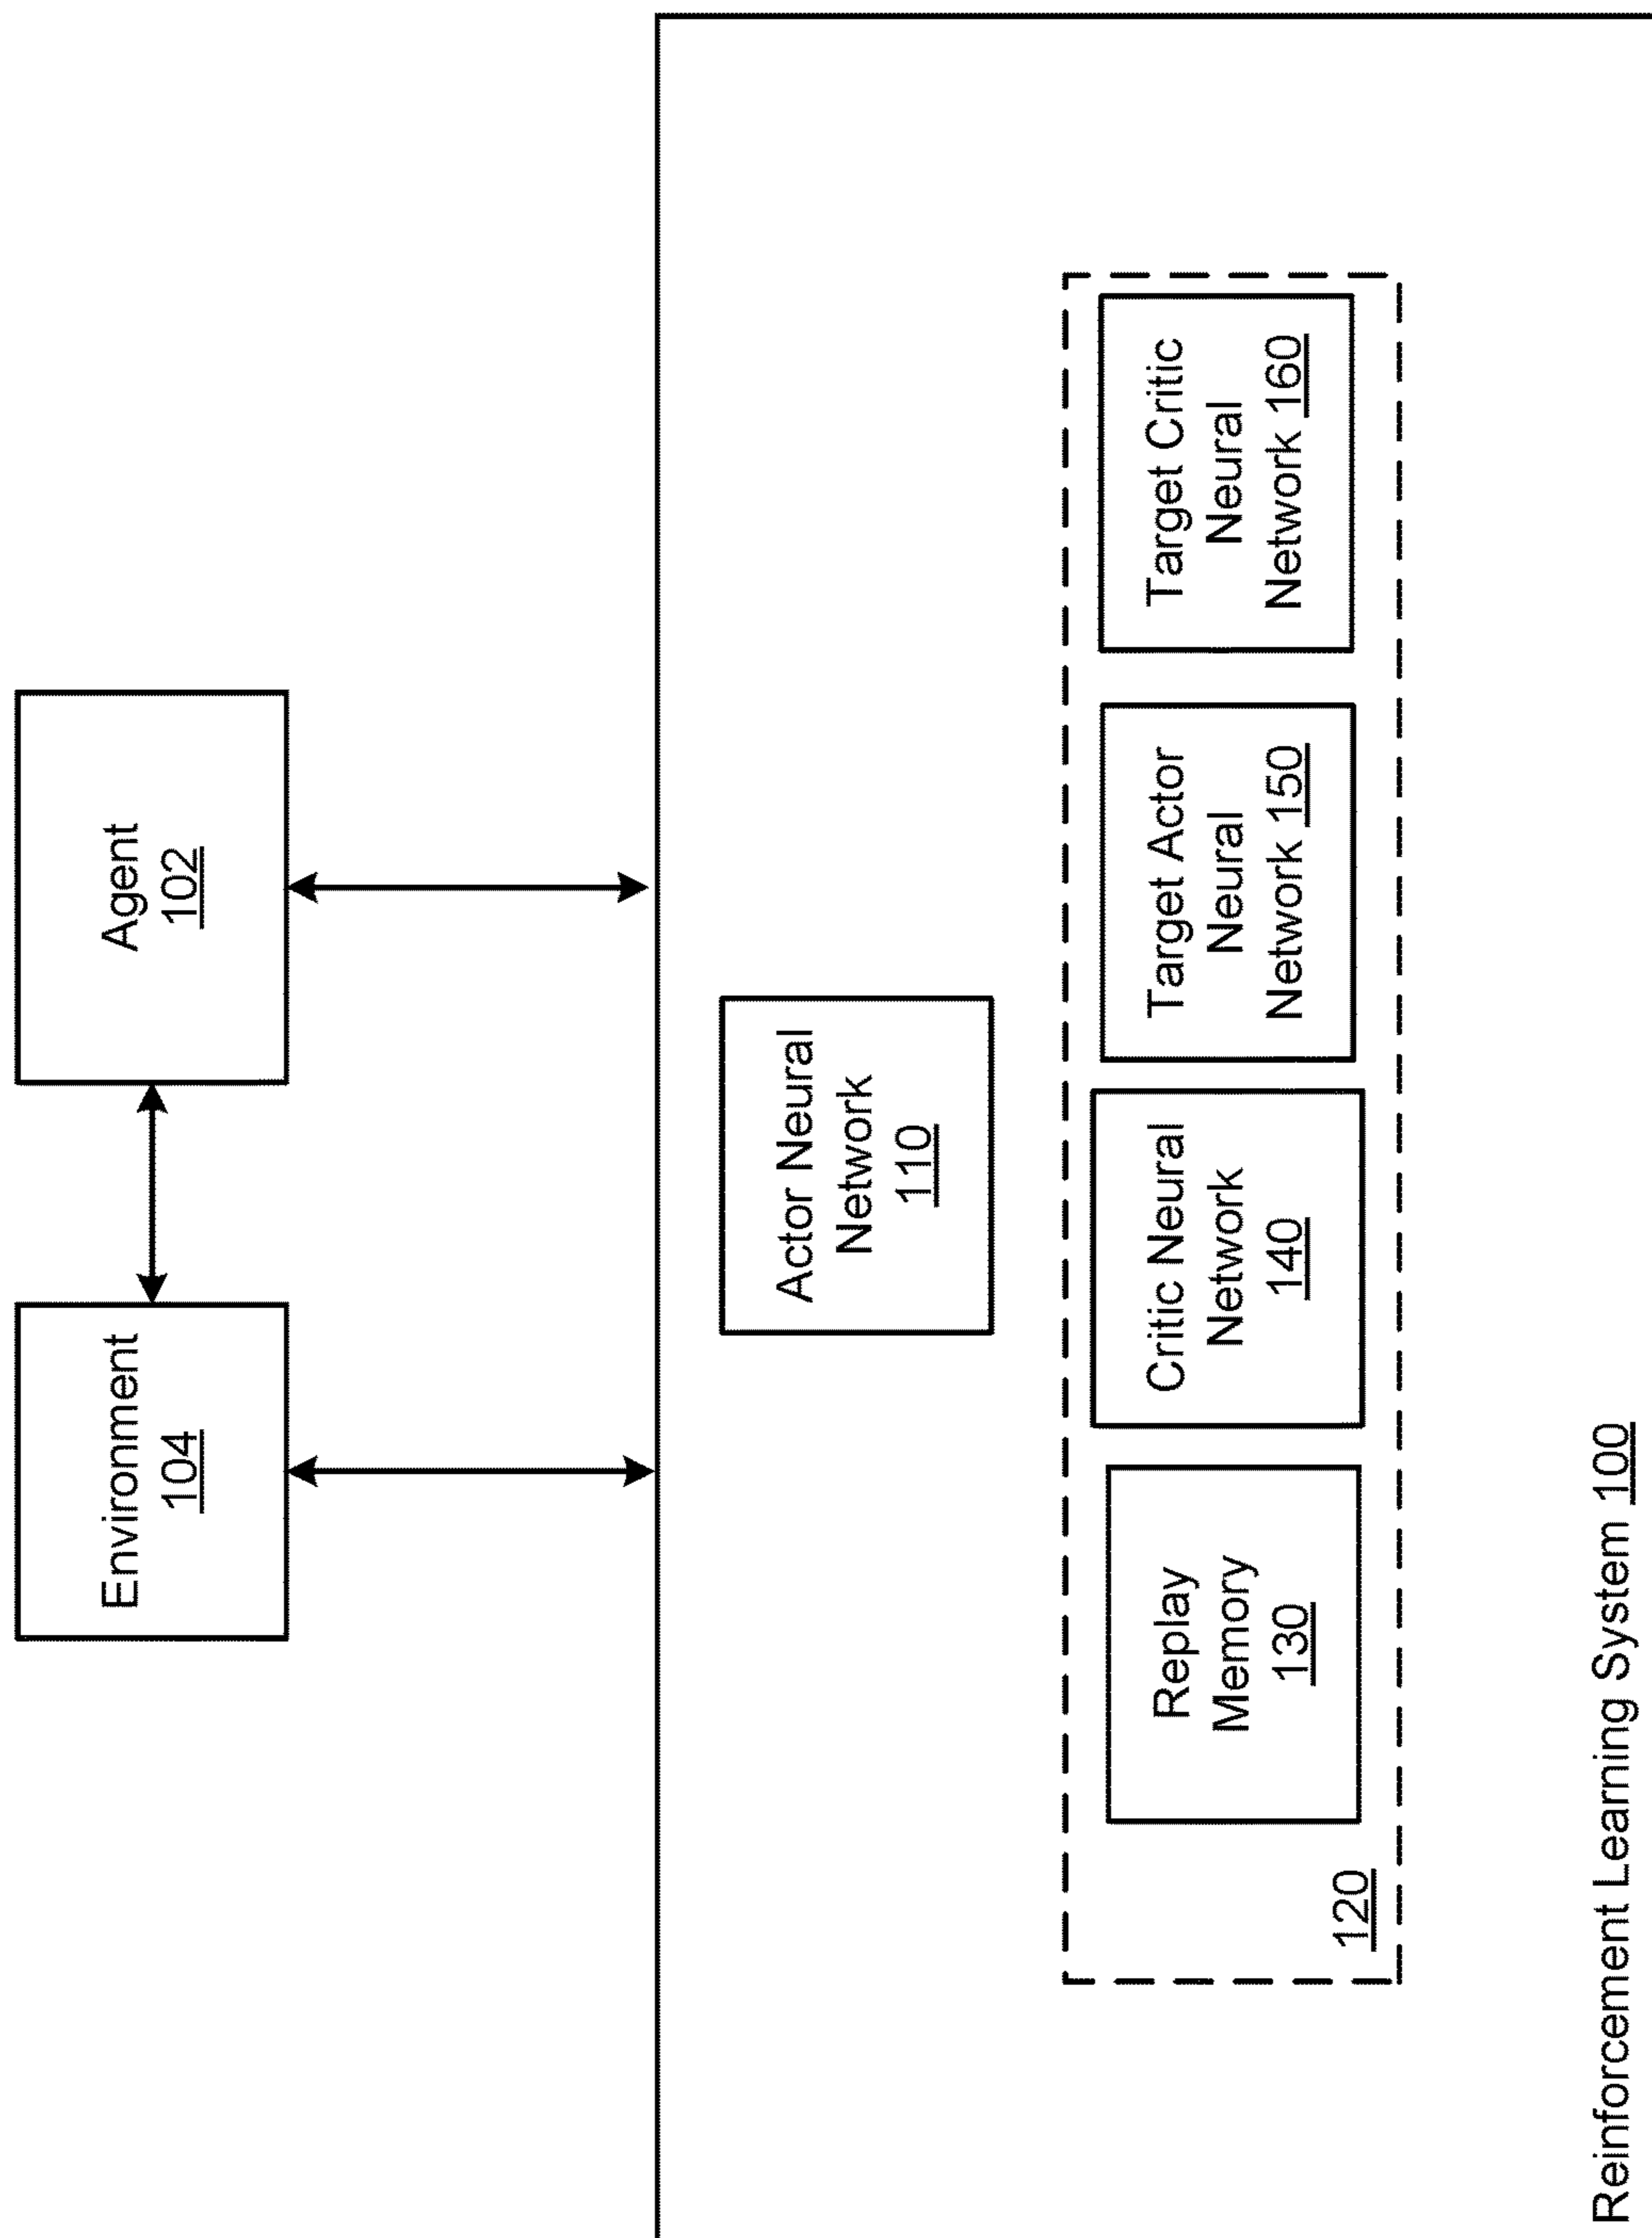 Environment
104
Agent
102
Actor Neural
Network
110
Replay
Memory
130
Critic Neural
Network
140
Target Actor
Neural
Network 150
Target Critic
Neural
Network 160
120
Reinforcement Learning System 100